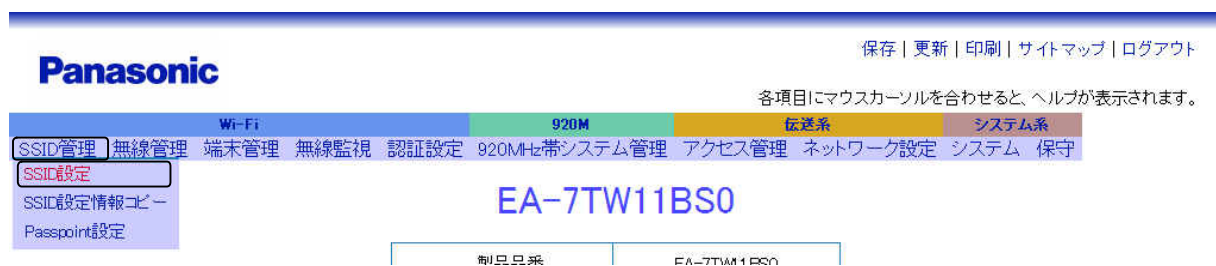 保存 | 更新 | 印刷 | サイトマップ | ログアウト
Panasonic
各項目にマウスカーソルを合わせると、ヘルプが表示されます。
Wi-Fi 920M 伝送系 システム系
SSID管理 無線管理 端末管理 無線監視 認証設定 920MHz帯システム管理 アクセス管理 ネットワーク設定 システム 保守
SSID設定
SSID設定情報コピー
Passpoint設定
EA-7TW11BS0
製品品番 EA-7TW11BS0